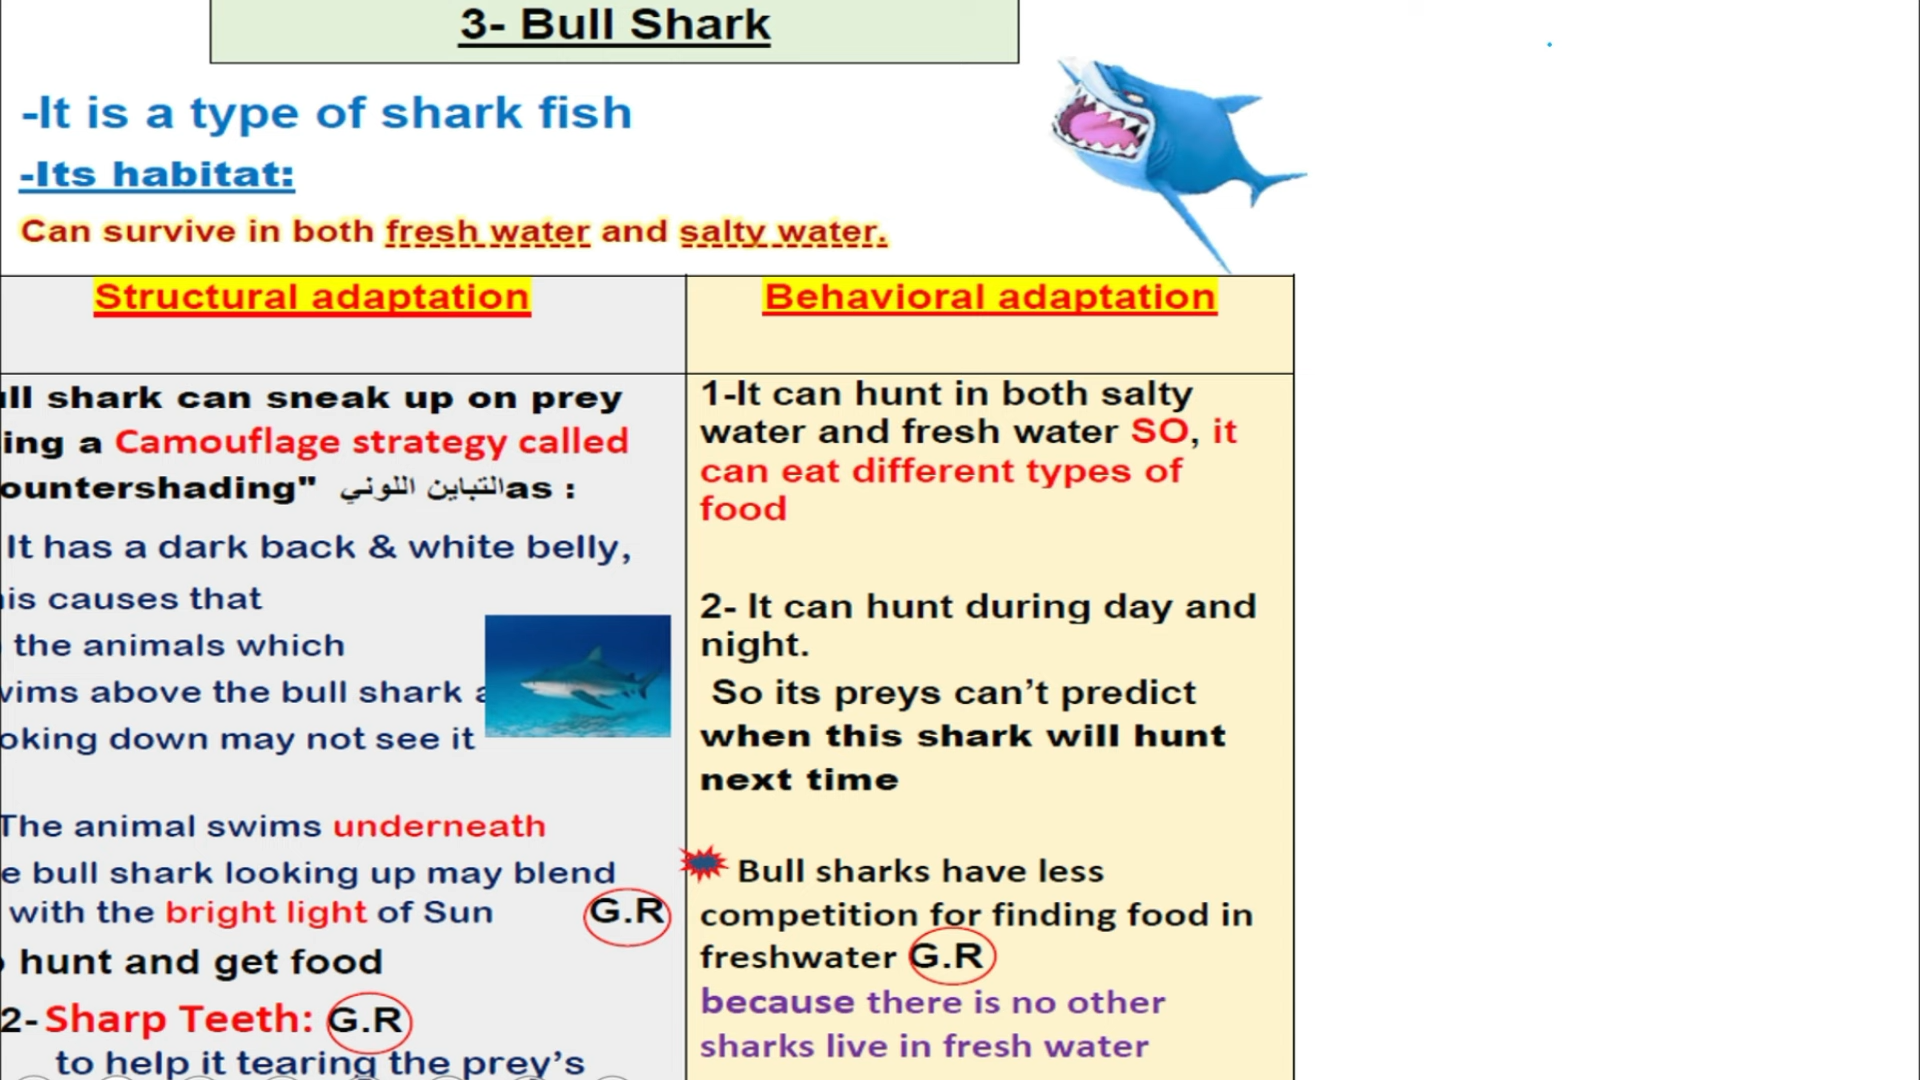 3- Bull Shark
-It is a type of shark fish
-Its habitat:
Can survive in both fresh water and salty water.
Structural adaptation
ll shark can sneak up on prey
ing a Camouflage strategy called
ountershading" التباين اللوني as :
It has a dark back & white belly,
is causes that
the animals which
wims above the bull shark a
oking down may not see it
The animal swims underneath
e bull shark looking up may blend
with the bright light of Sun G.R
hunt and get food
2- Sharp Teeth: G.R
to help it tearing the prey’s
Behavioral adaptation
1-It can hunt in both salty
water and fresh water SO, it
can eat different types of
food
2- It can hunt during day and
night.
So its preys can’t predict
when this shark will hunt
next time
Bull sharks have less
competition for finding food in
freshwater G.R
because there is no other
sharks live in fresh water